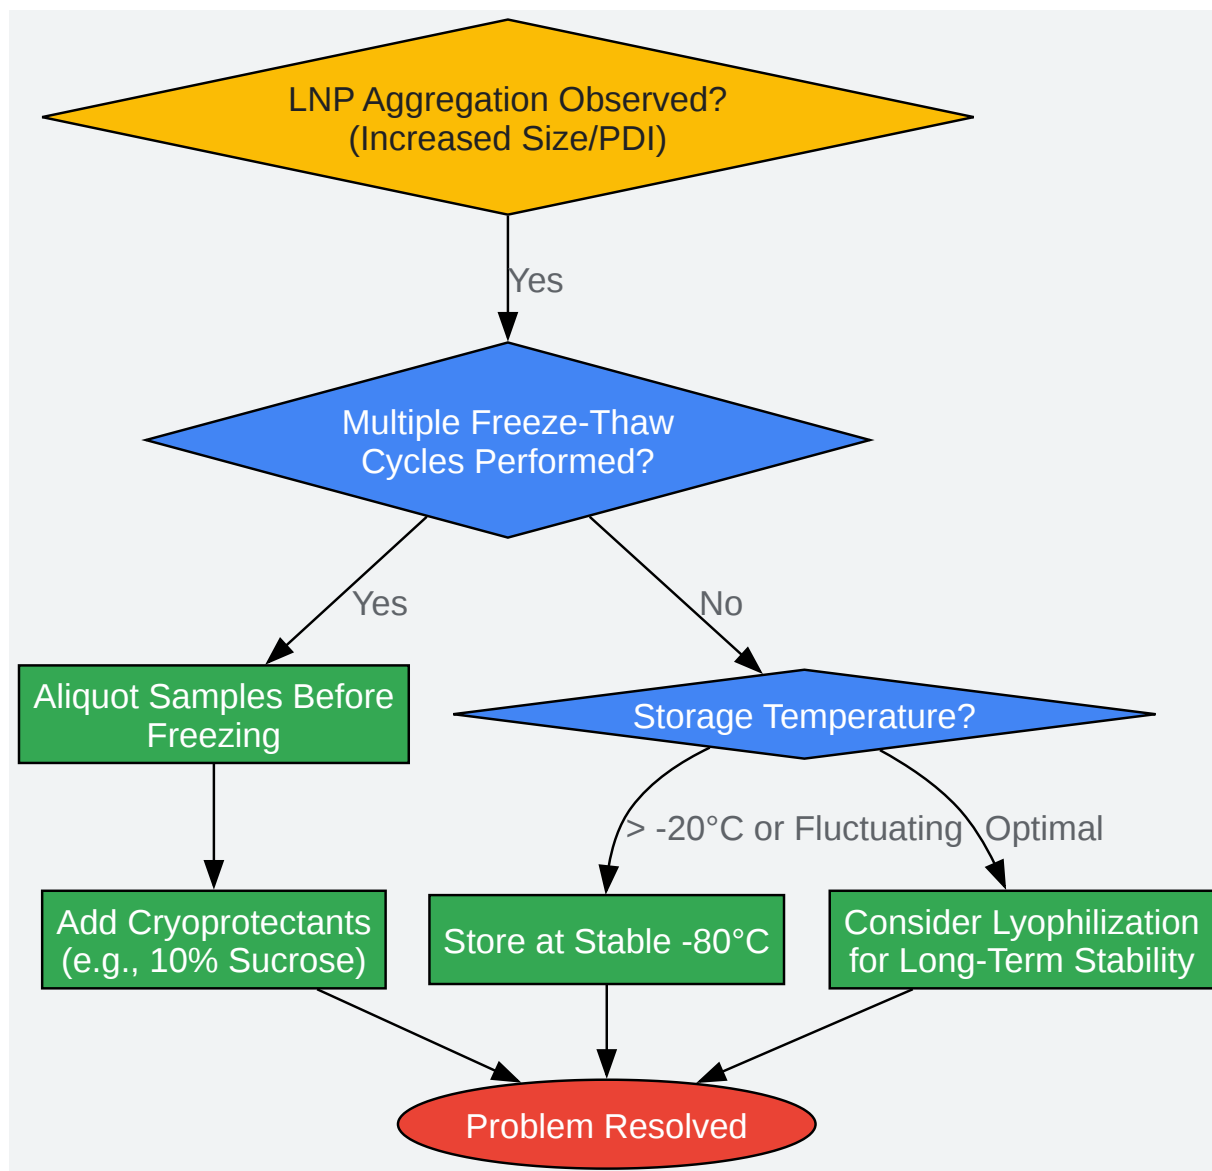 LNP Aggregation Observed?
(Increased Size/PDI)
Yes
Multiple Freeze-Thaw
Cycles Performed?
Yes
No
Aliquot Samples Before
Freezing
Storage Temperature?
> -20°C or Fluctuating
Optimal
Add Cryoprotectants
(e.g., 10% Sucrose)
Store at Stable -80°C
Consider Lyophilization
for Long-Term Stability
Problem Resolved